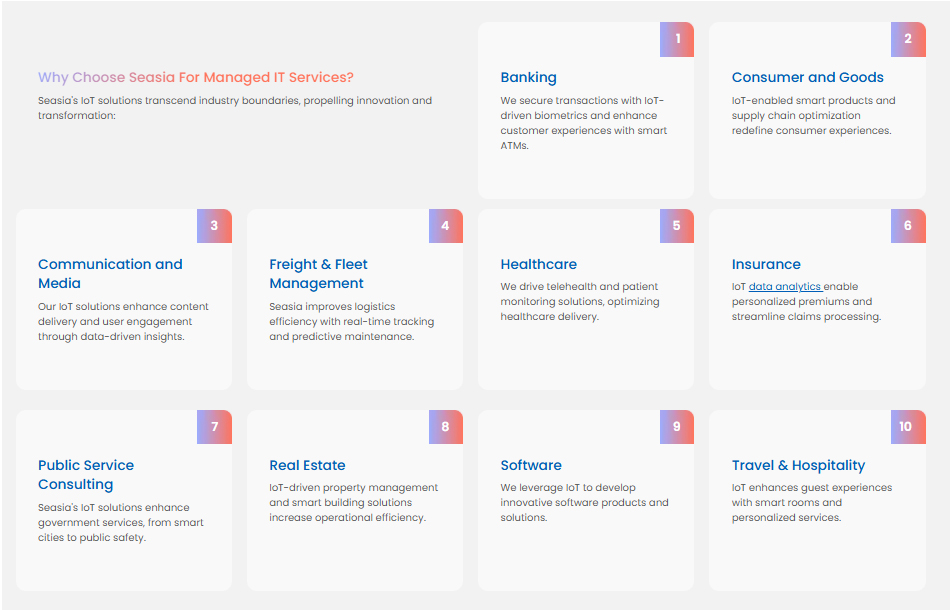 Why Choose Seasia For Managed IT Services?
Seasia's IoT solutions transcend industry boundaries, propelling innovation and
transformation:
1
Banking
We secure transactions with IoT-
driven biometrics and enhance
customer experiences with smart
ATMs.
2
Consumer and Goods
IoT-enabled smart products and
supply chain optimization
redefine consumer experiences.
3
Communication and
Media
Our IoT solutions enhance content
delivery and user engagement
through data-driven insights.
4
Freight & Fleet
Management
Seasia improves logistics
efficiency with real-time tracking
and predictive maintenance.
5
Healthcare
We drive telehealth and patient
monitoring solutions, optimizing
healthcare delivery.
6
Insurance
IoT data analytics enable
personalized premiums and
streamline claims processing.
7
Public Service
Consulting
Seasia's IoT solutions enhance
government services, from smart
cities to public safety.
8
Real Estate
IoT-driven property management
and smart building solutions
increase operational efficiency.
9
Software
We leverage IoT to develop
innovative software products and
solutions.
10
Travel & Hospitality
IoT enhances guest experiences
with smart rooms and
personalized services.